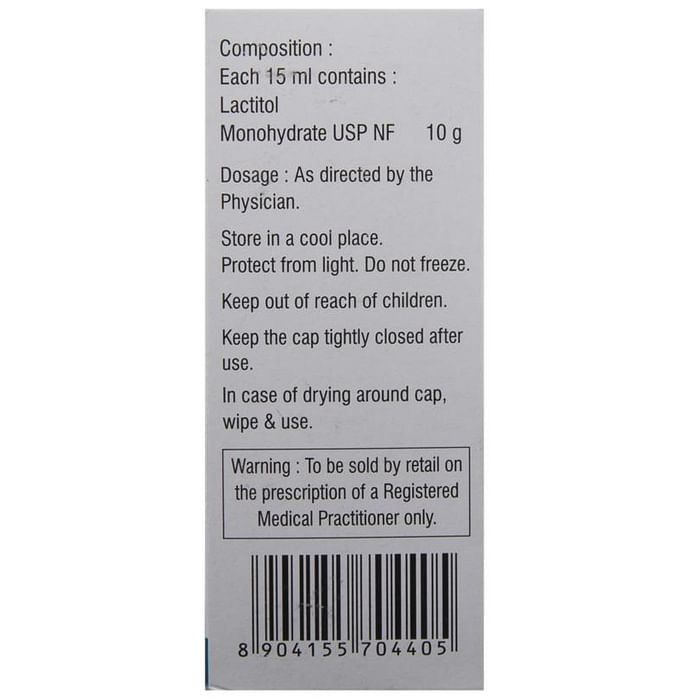 Composition :
Each 15 ml contains :
Lactitol
Monohydrate USP NF 10 g
Dosage : As directed by the
Physician.
Store in a cool place.
Protect from light. Do not freeze.
Keep out of reach of children.
Keep the cap tightly closed after
use.
In case of drying around cap,
wipe & use.
Warning : To be sold by retail on
the prescription of a Registered
Medical Practitioner only.
8 904155 704405